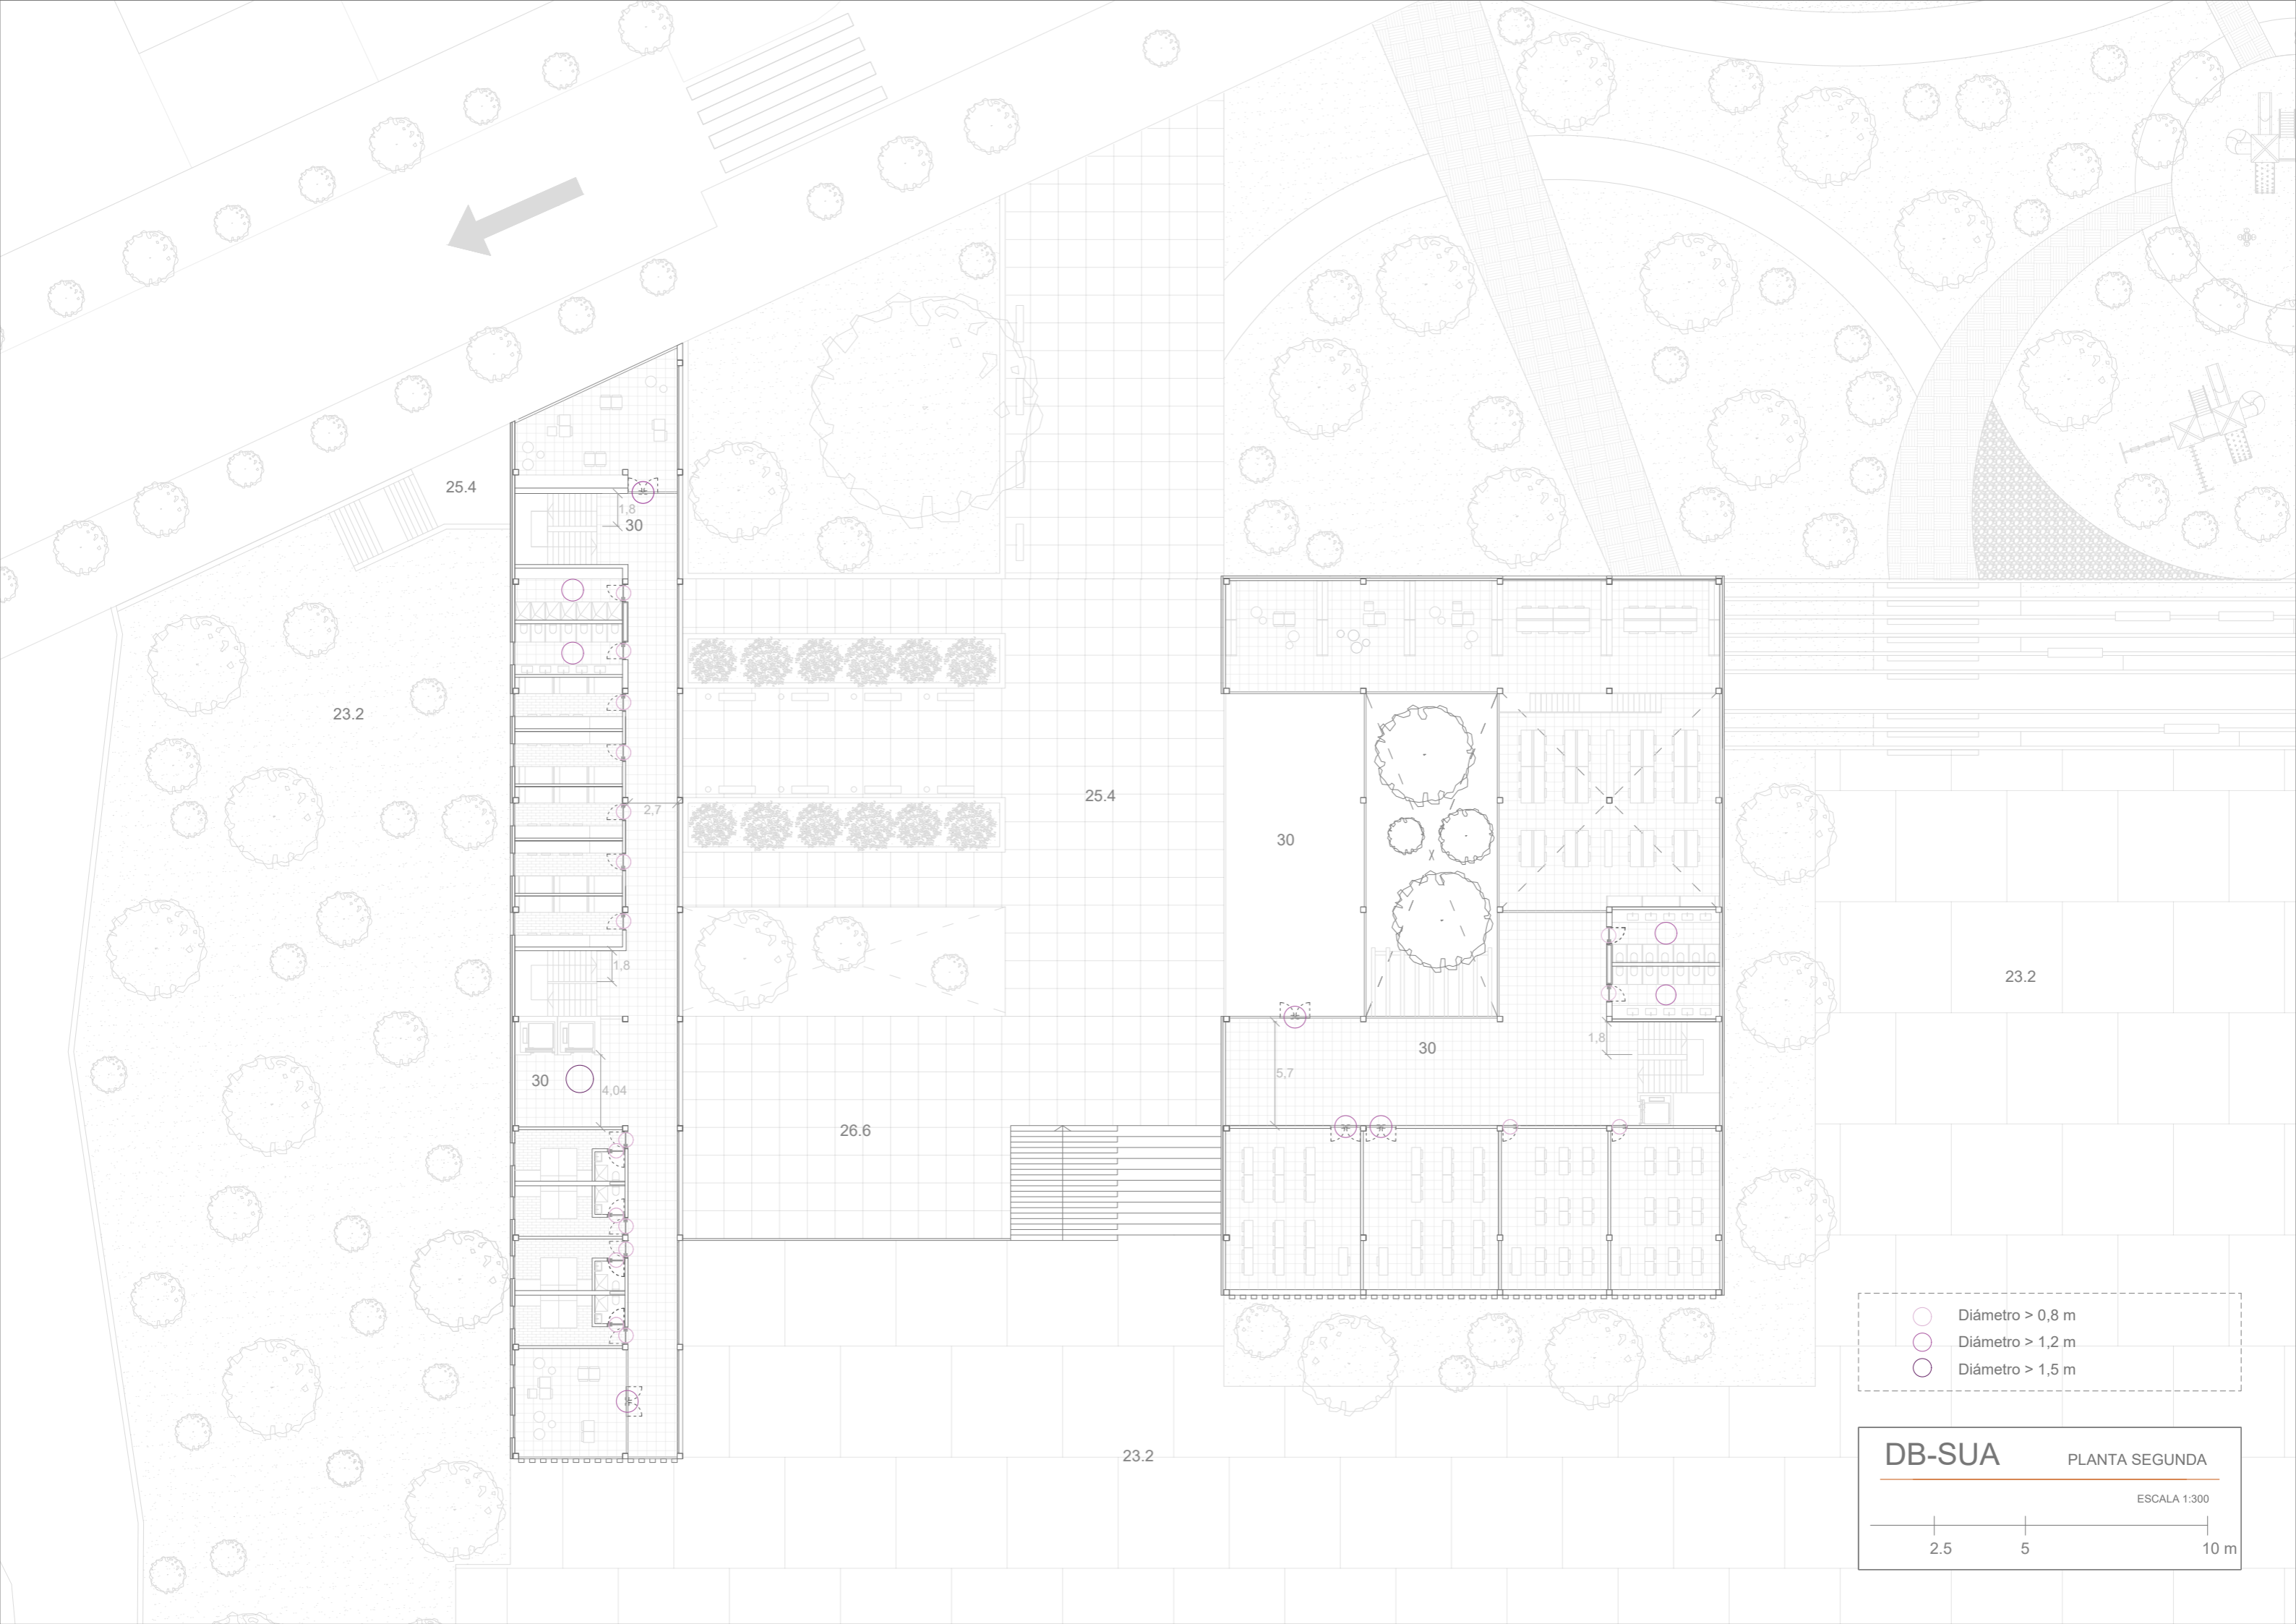 25.4
1,8
30
23.2
2,7
25.4
30
1,8
23.2
1,8
30
5,7
30
4,04
26.6
Diámetro > 0,8 m
Diámetro > 1,2 m
Diámetro > 1,5 m
23.2
DB-SUA
PLANTA SEGUNDA
ESCALA 1:300
2.5 5 10 m